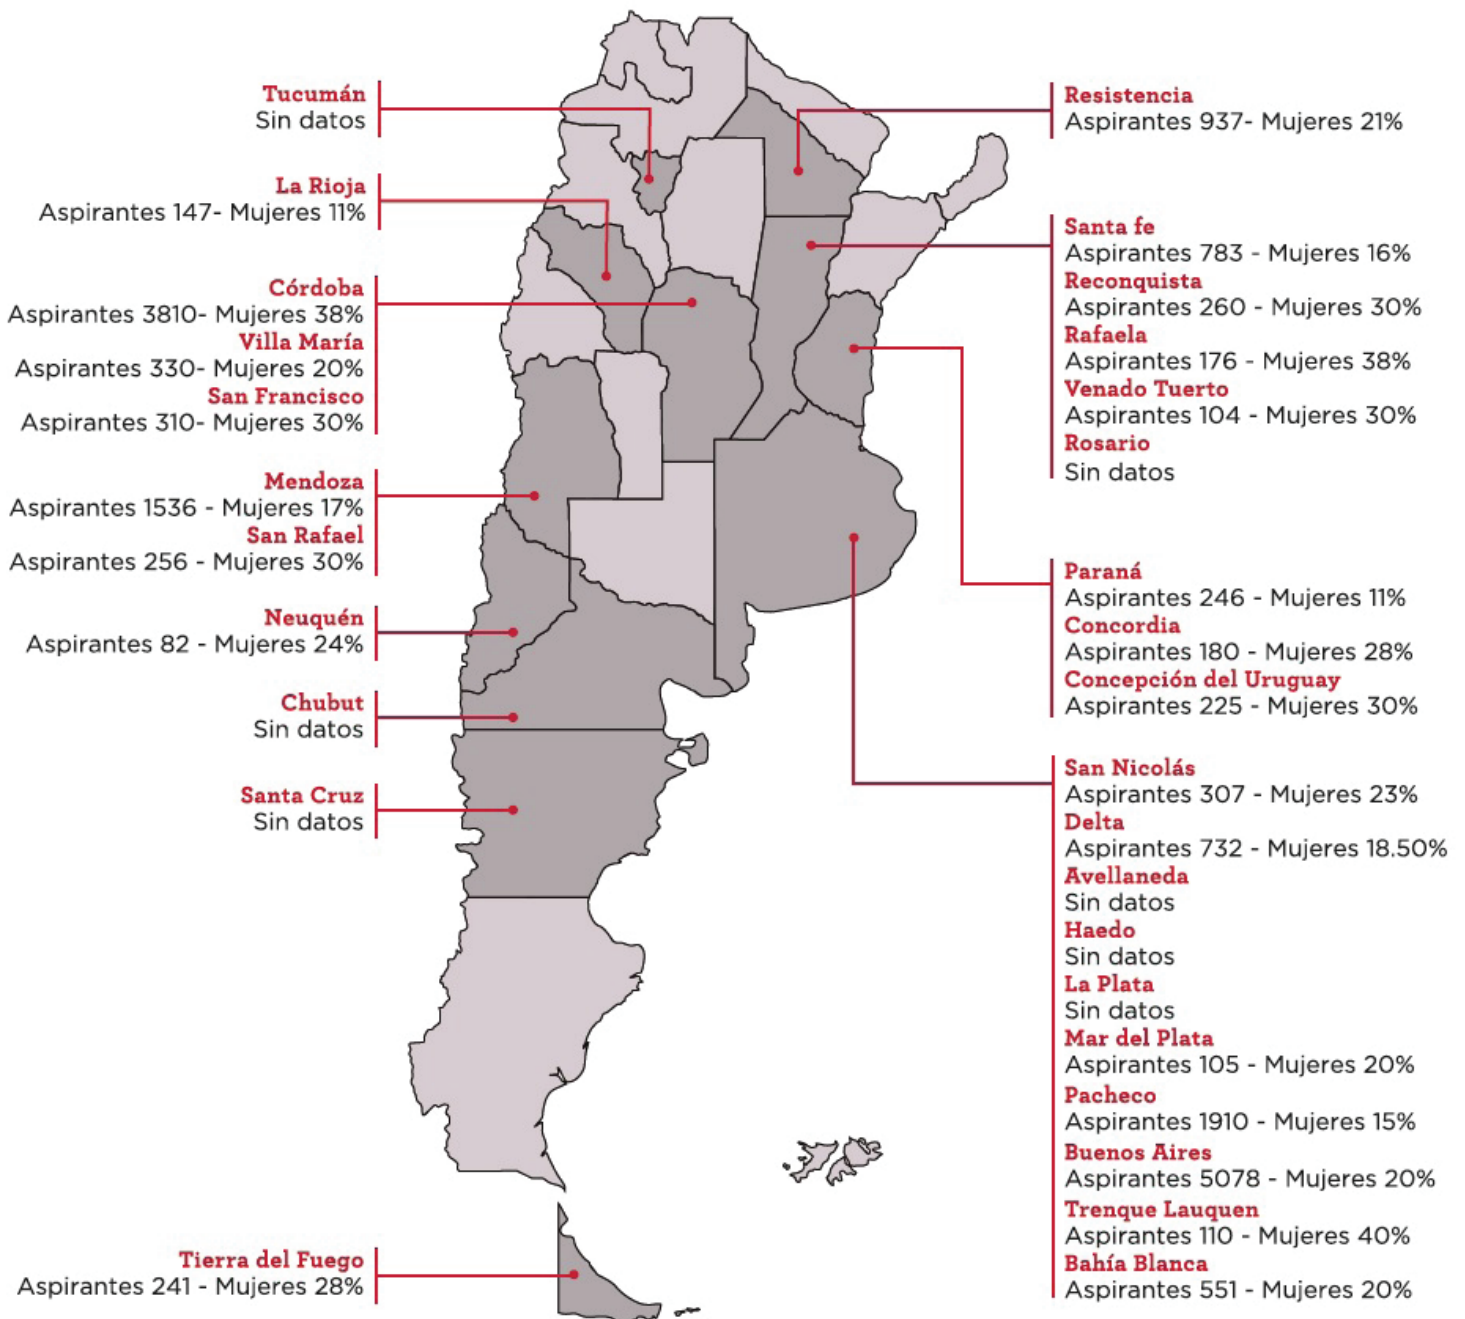 Tucumán
Sin datos
La Rioja
Aspirantes 147- Mujeres 11%
Córdoba
Aspirantes 3810- Mujeres 38%
Villa María
Aspirantes 330- Mujeres 20%
San Francisco
Aspirantes 310- Mujeres 30%
Mendoza
Aspirantes 1536 - Mujeres 17%
San Rafael
Aspirantes 256 - Mujeres 30%
Neuquén
Aspirantes 82 - Mujeres 24%
Chubut
Sin datos
Santa Cruz
Sin datos
Tierra del Fuego
Aspirantes 241 - Mujeres 28%
Resistencia
Aspirantes 937- Mujeres 21%
Santa fe
Aspirantes 783 - Mujeres 16%
Reconquista
Aspirantes 260 - Mujeres 30%
Rafaela
Aspirantes 176 - Mujeres 38%
Venado Tuerto
Aspirantes 104 - Mujeres 30%
Rosario
Sin datos
Paraná
Aspirantes 246 - Mujeres 11%
Concordia
Aspirantes 180 - Mujeres 28%
Concepción del Uruguay
Aspirantes 225 - Mujeres 30%
San Nicolás
Aspirantes 307 - Mujeres 23%
Delta
Aspirantes 732 - Mujeres 18.50%
Avellaneda
Sin datos
Haedo
Sin datos
La Plata
Sin datos
Mar del Plata
Aspirantes 105 - Mujeres 20%
Pacheco
Aspirantes 1910 - Mujeres 15%
Buenos Aires
Aspirantes 5078 - Mujeres 20%
Trenque Lauquen
Aspirantes 110 - Mujeres 40%
Bahía Blanca
Aspirantes 551 - Mujeres 20%